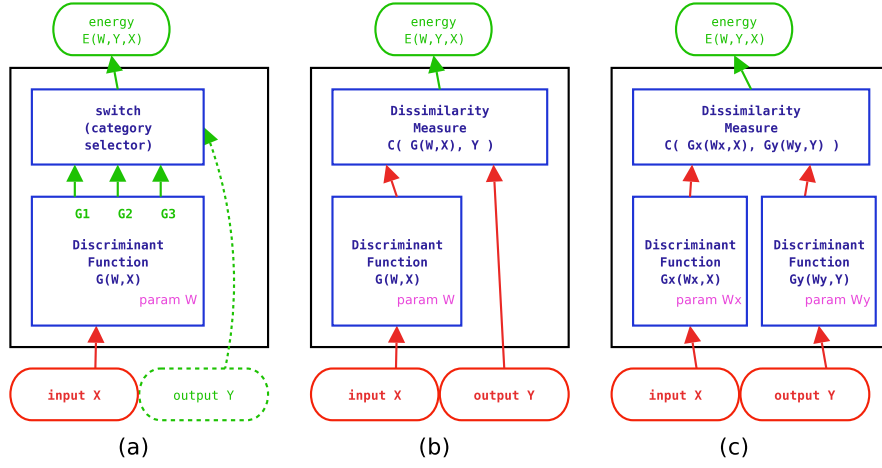 energy
E(W,Y,X)
switch
(category
selector)
G1 G2 G3
Discriminant
Function
G(W,X)
param W
input X
output Y
(a)
energy
E(W,Y,X)
Dissimilarity
Measure
C( G(W,X), Y )
Discriminant
Function
G(W,X)
param W
input X
output Y
(b)
energy
E(W,Y,X)
Dissimilarity
Measure
C( Gx(Wx,X), Gy(Wy,Y) )
Discriminant
Function
Gx(Wx,X)
param Wx
Discriminant
Function
Gy(Wy,Y)
param Wy
input X
output Y
(c)